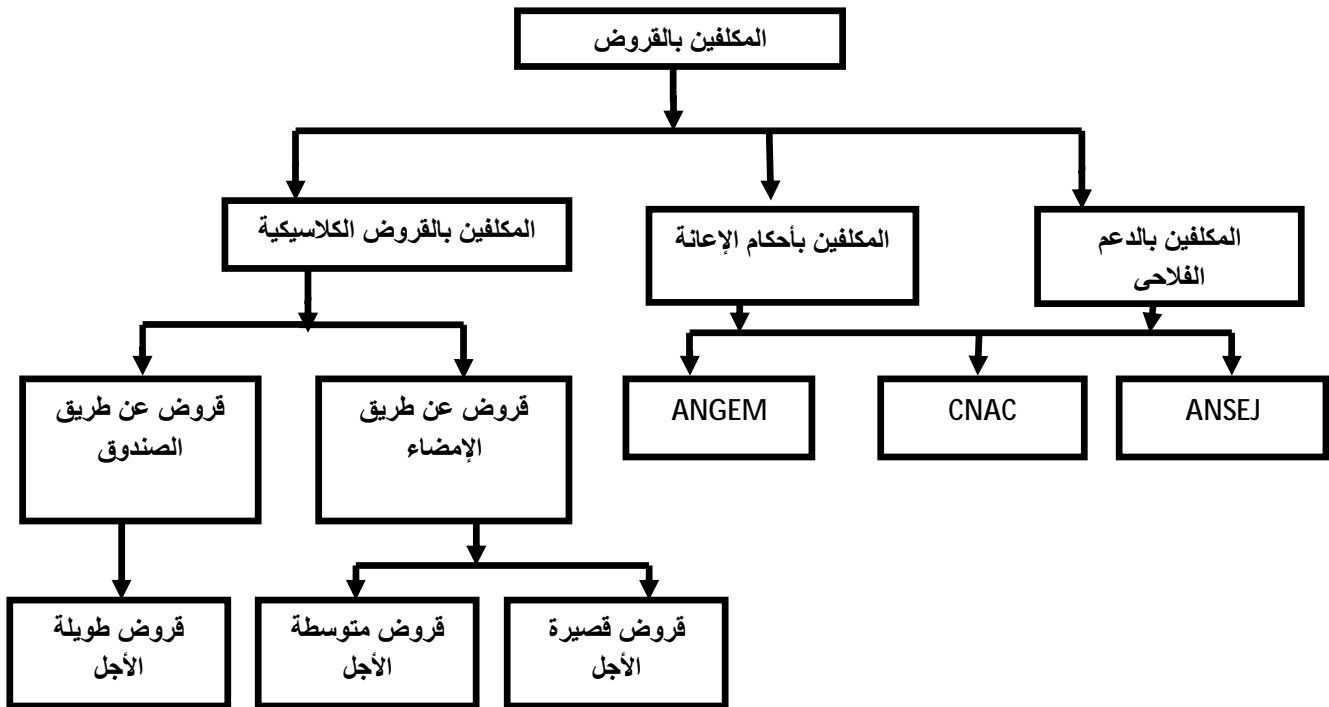 المكلفين بالقروض
المكلفين بالدعم
الفلاحى
المكلفين بأحكام الإعانة
المكلفين بالقروض الكلاسيكية
ANSEJ
CNAC
ANGEM
قروض عن طريق
الإمضاء
قروض عن طريق
الصندوق
قروض قصيرة
الأجل
قروض متوسطة
الأجل
قروض طويلة
الأجل